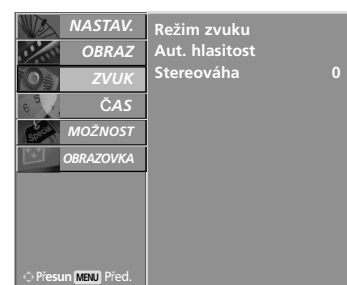 NASTAV.
OBRAZ
ZVUK
ČAS
MOŽNOST
OBRAZOVKA
Režim zvuku
Aut. hlasitost
Stereováha 0
Přesun MENU Před.